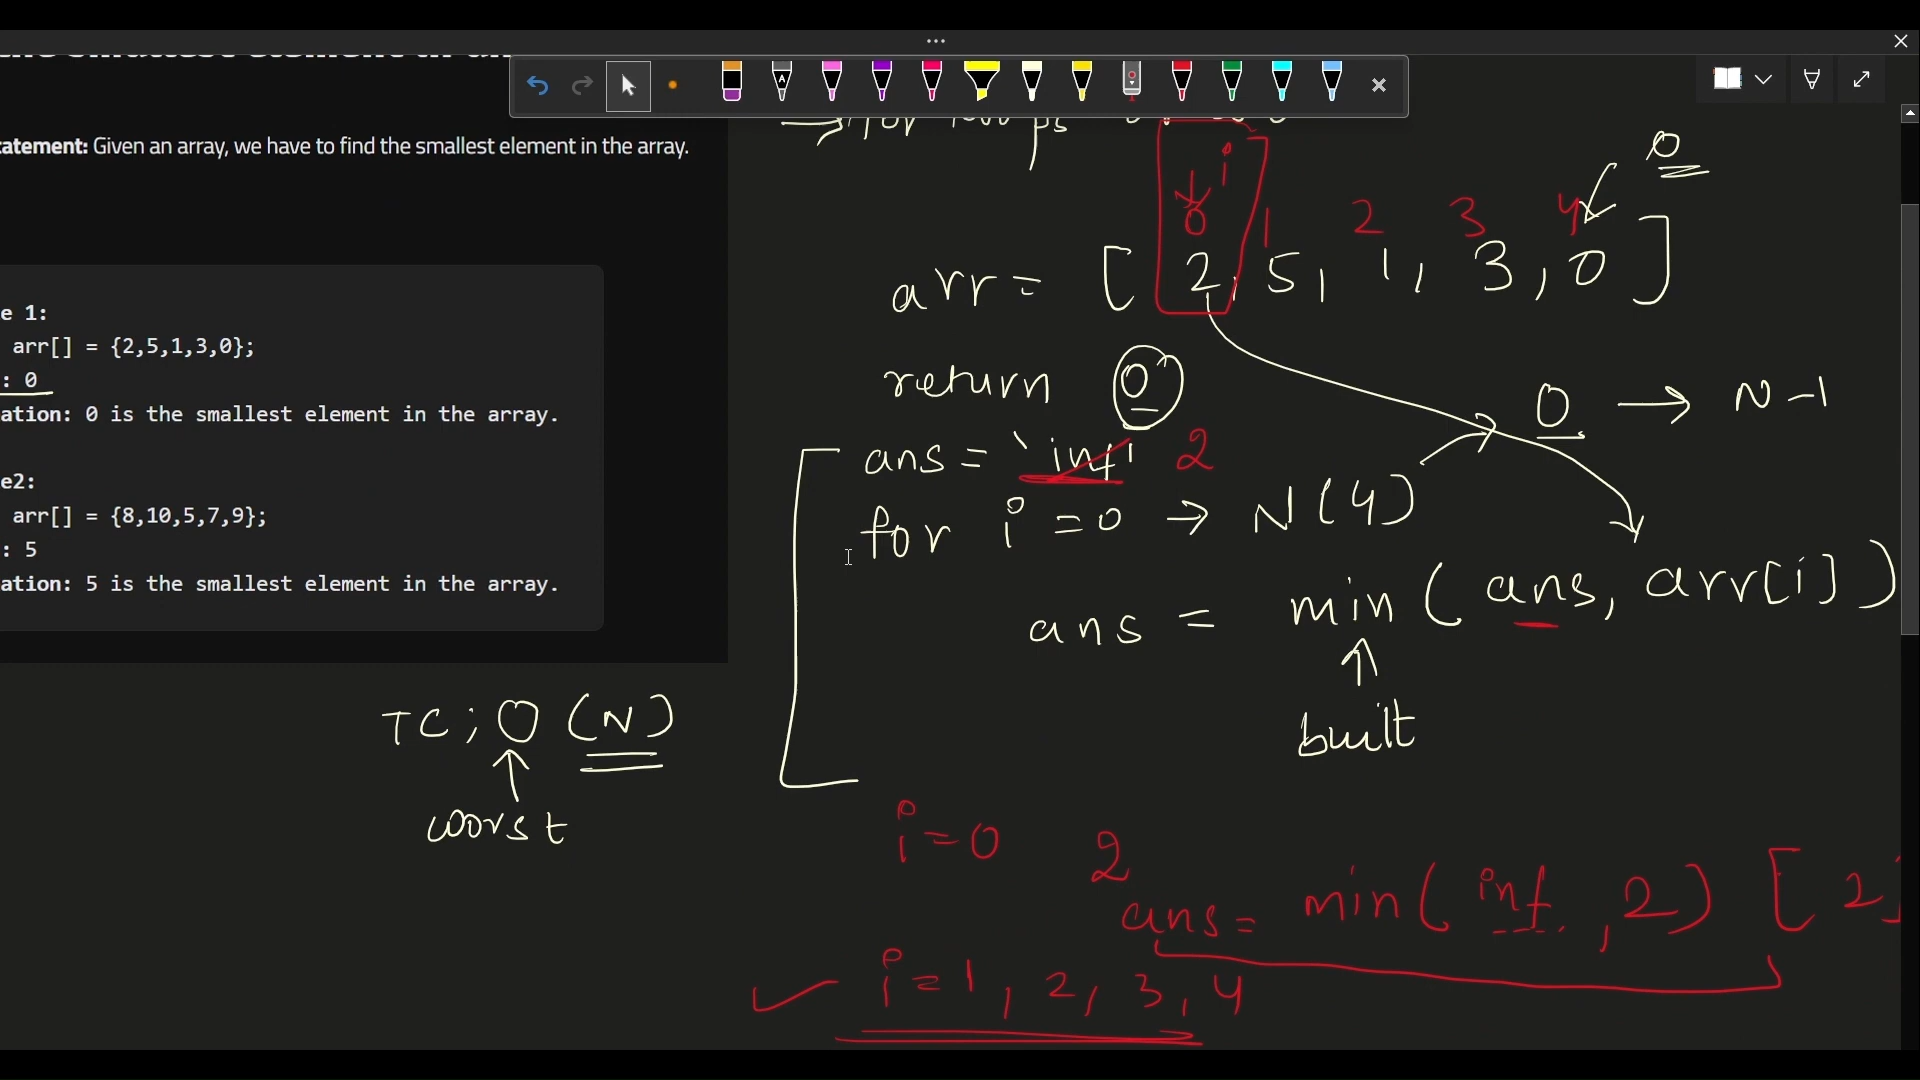 atement: Given an array, we have to find the smallest element in the array.
e 1:
arr[] = {2,5,1,3,0};
: 0
ation: 0 is the smallest element in the array.
e2:
arr[] = {8,10,5,7,9};
: 5
ation: 5 is the smallest element in the array.
TC; O (N)
worst
i
0
0 1 2 3 4
arr = [ 2, 5, 1, 3, 0 ]
return 0
0 → N-1
ans = 'inf' 2
for i = 0 → N(4)
ans = min ( ans, arr[i] )
built
i = 0 2
ans = min( inf, 2) [ 2]
i = 1, 2, 3, 4